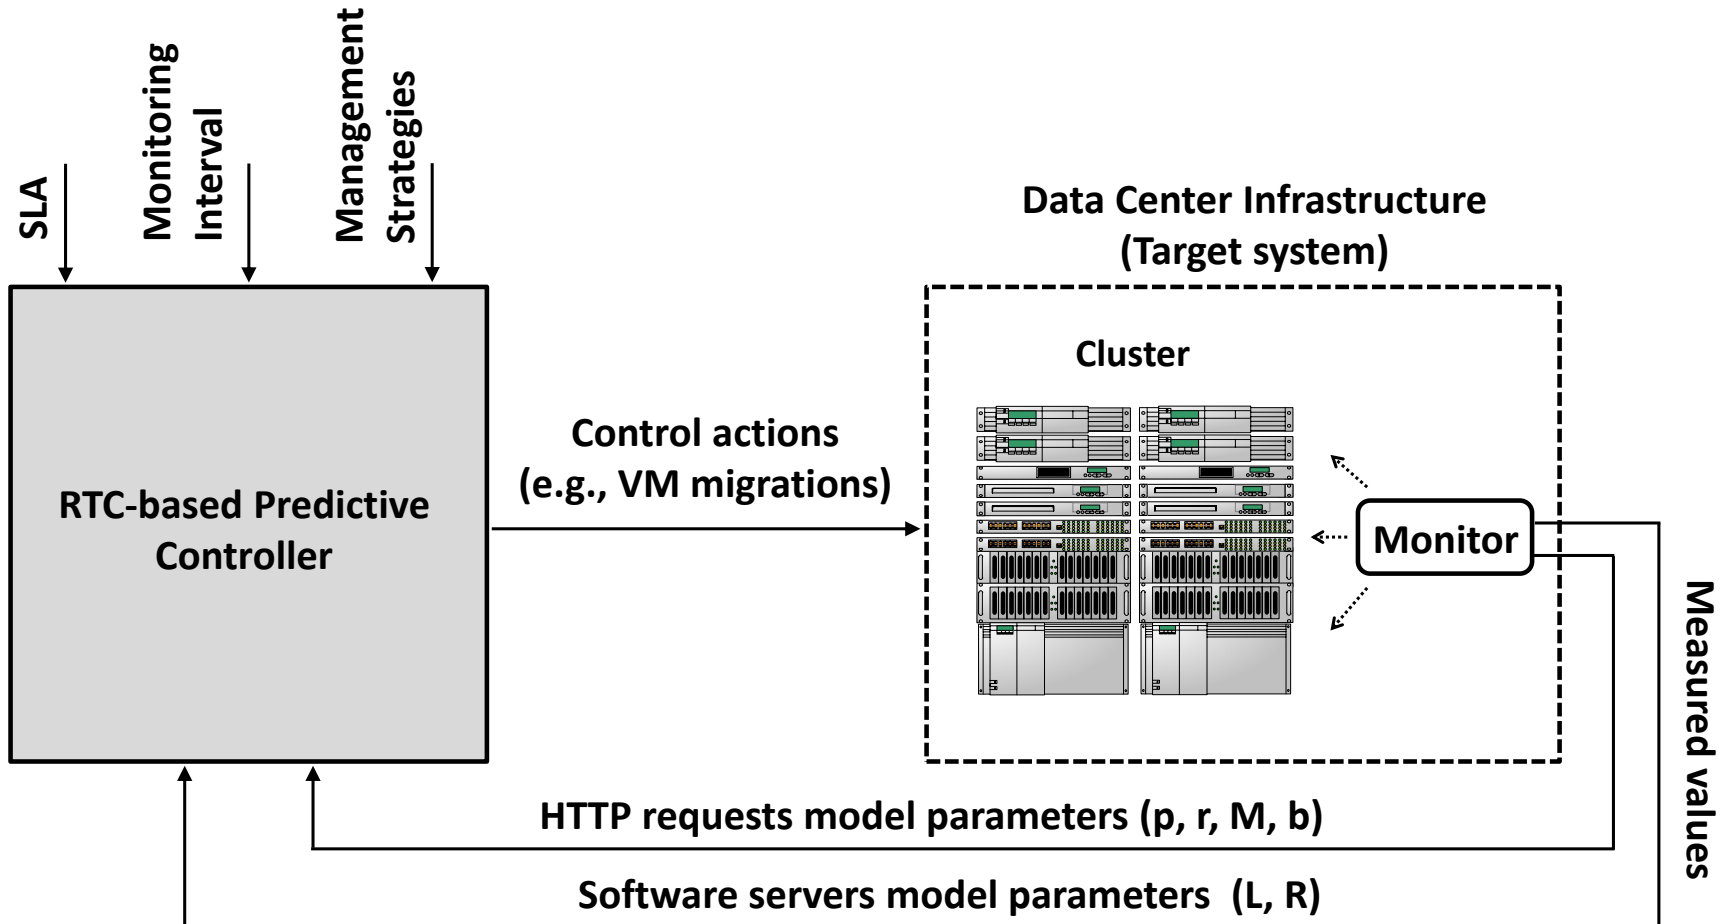 SLA
Monitoring
Interval
Management
Strategies
Data Center Infrastructure
(Target system)
Cluster
Control actions
(e.g., VM migrations)
RTC-based Predictive
Controller
Monitor
Measured values
HTTP requests model parameters (p, r, M, b)
Software servers model parameters (L, R)